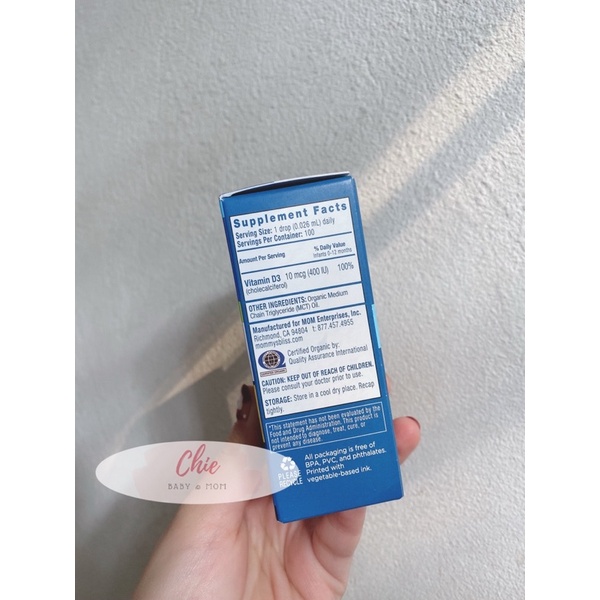 Supplement Facts
Serving Size: 1 drop (0.026 mL) daily
Servings Per Container: 100
Amount Per Serving
% Daily Value
Infants 0-12 months
Vitamin D3 10 mcg (400 IU) 100%
(cholecalciferol)
OTHER INGREDIENTS: Organic Medium
Chain Triglyceride (MCT) Oil.
Manufactured for MOM Enterprises, Inc.
Richmond, CA 94804 t: 877.457.4955
mommysbliss.com
Certified Organic by:
Quality Assurance International
CAUTION: KEEP OUT OF REACH OF CHILDREN.
Please consult your doctor prior to use.
STORAGE: Store in a cool dry place. Recap
tightly.
*This statement has not been evaluated by the
Food and Drug Administration. This product is
not intended to diagnose, treat, cure, or
prevent any disease.
PLEASE
RECYCLE
All packaging is free of
BPA, PVC, and phthalates.
Printed with
vegetable-based ink.
Chie
BABY & MOM